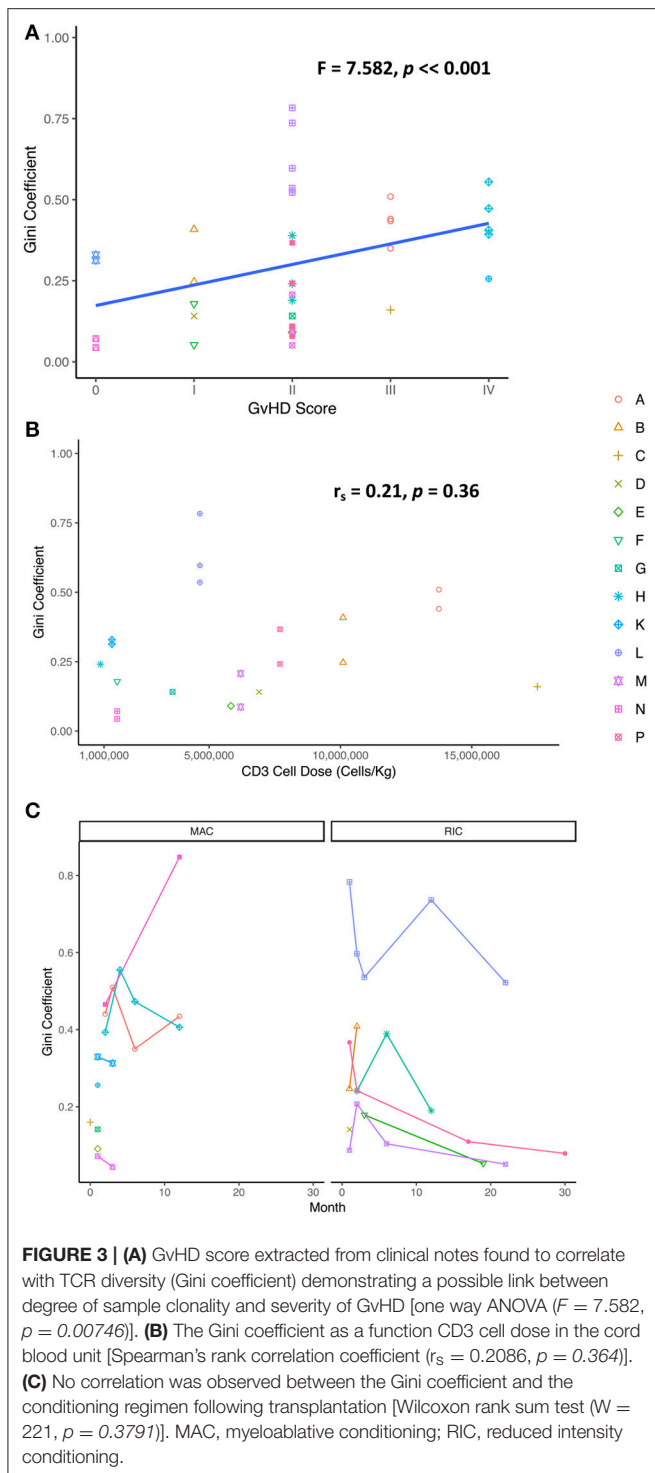 A
F = 7.582, p << 0.001
1.00
0.75
0.50
0.25
0.00
Gini Coefficient
0
I
II
III
IV
GvHD Score
B
r_s = 0.21, p = 0.36
1.00
0.75
0.50
0.25
0.00
Gini Coefficient
1,000,000
5,000,000
10,000,000
15,000,000
CD3 Cell Dose (Cells/Kg)
A
B
C
D
E
F
G
H
K
L
M
N
P
C
MAC
RIC
0.8
0.6
0.4
0.2
Gini Coefficient
0
10
20
30
0
10
20
30
Month
FIGURE 3 | (A) GvHD score extracted from clinical notes found to correlate
with TCR diversity (Gini coefficient) demonstrating a possible link between
degree of sample clonality and severity of GvHD [one way ANOVA (F = 7.582,
p = 0.00746)]. (B) The Gini coefficient as a function CD3 cell dose in the cord
blood unit [Spearman's rank correlation coefficient (r_s = 0.2086, p = 0.364)].
(C) No correlation was observed between the Gini coefficient and the
conditioning regimen following transplantation [Wilcoxon rank sum test (W =
221, p = 0.3791)]. MAC, myeloablative conditioning; RIC, reduced intensity
conditioning.